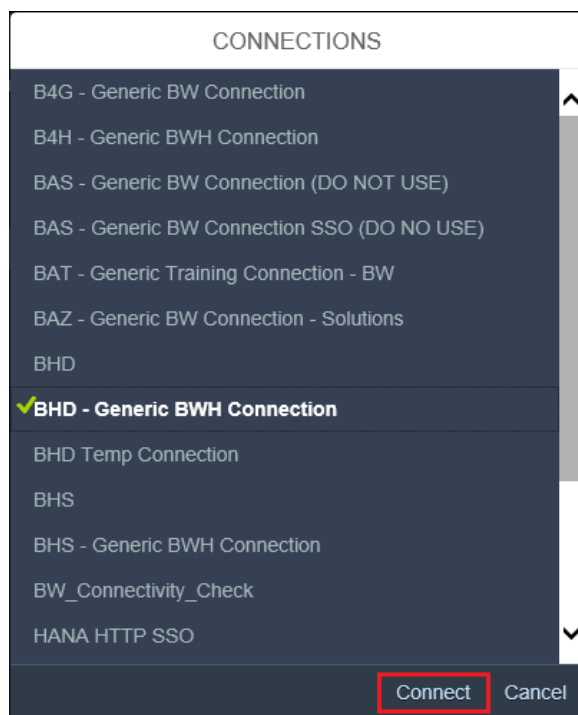 CONNECTIONS
B4G - Generic BW Connection
B4H - Generic BWH Connection
BAS - Generic BW Connection (DO NOT USE)
BAS - Generic BW Connection SSO (DO NO USE)
BAT - Generic Training Connection - BW
BAZ - Generic BW Connection - Solutions
BHD
BHD - Generic BWH Connection
BHD Temp Connection
BHS
BHS - Generic BWH Connection
BW_Connectivity_Check
HANA HTTP SSO
Connect Cancel